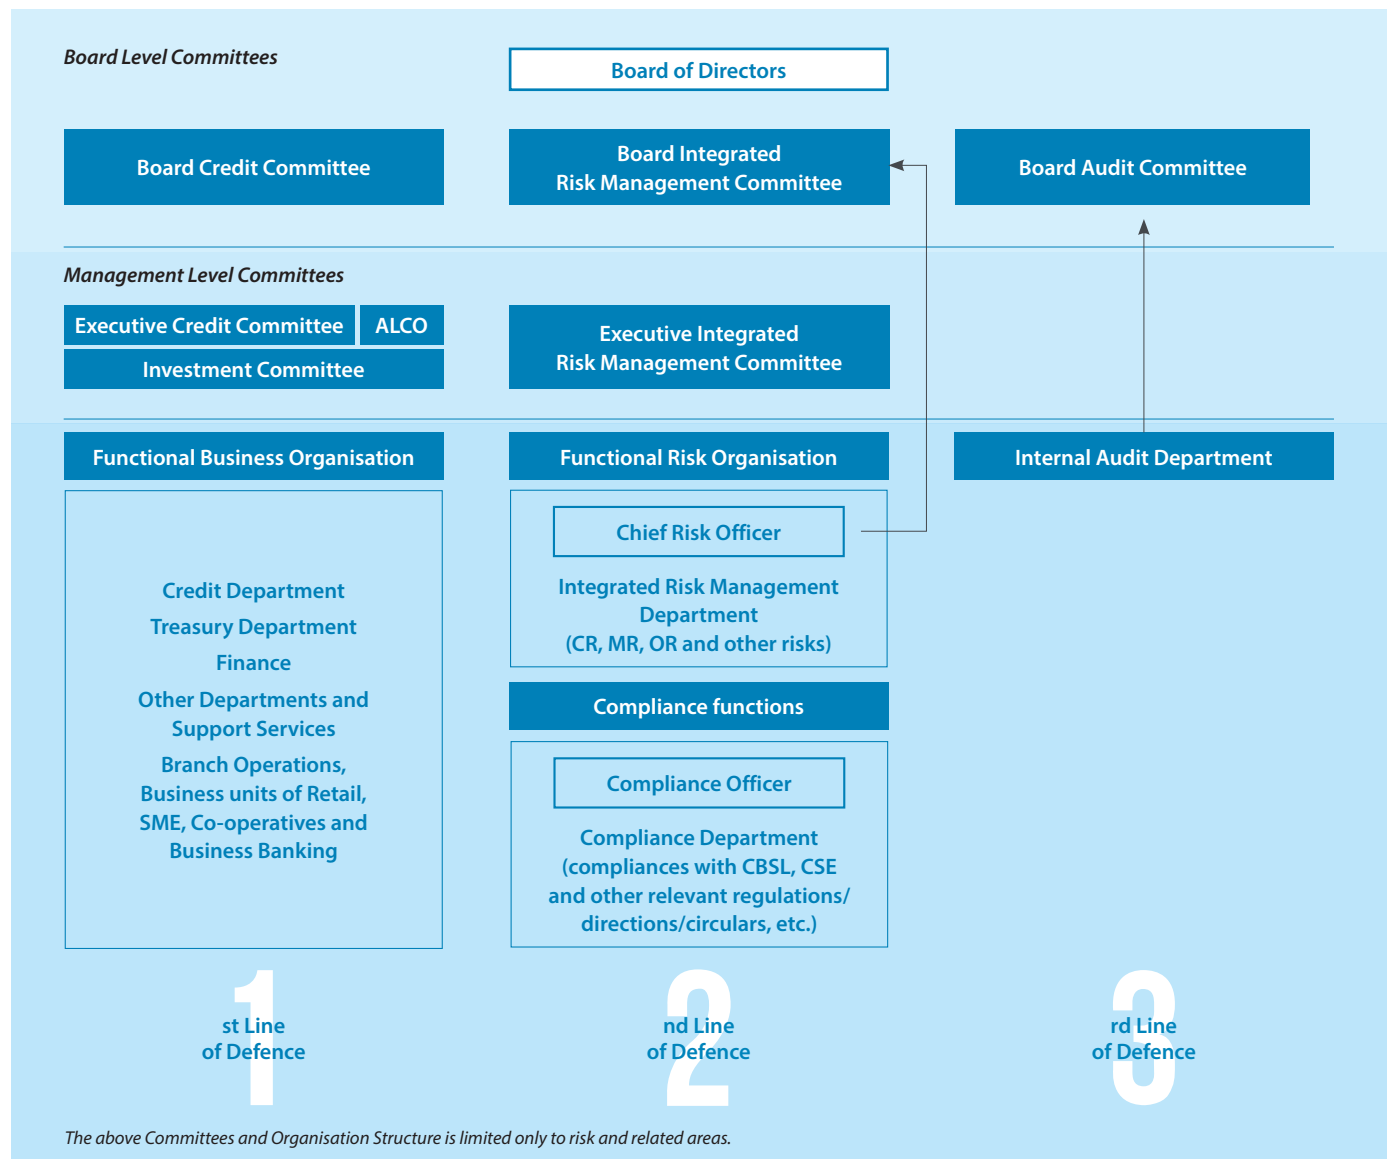 Board Level Committees
Board of Directors
Board Credit Committee
Board Integrated
Risk Management Committee
Board Audit Committee
Management Level Committees
Executive Credit Committee
ALCO
Investment Committee
Executive Integrated
Risk Management Committee
Functional Business Organisation
Credit Department
Treasury Department
Finance
Other Departments and
Support Services
Branch Operations,
Business units of Retail,
SME, Co-operatives and
Business Banking
Functional Risk Organisation
Chief Risk Officer
Integrated Risk Management
Department
(CR, MR, OR and other risks)
Compliance functions
Compliance Officer
Compliance Department
(compliances with CBSL, CSE
and other relevant regulations/
directions/circulars, etc.)
Internal Audit Department
1
st Line
of Defence
2
nd Line
of Defence
3
rd Line
of Defence
The above Committees and Organisation Structure is limited only to risk and related areas.